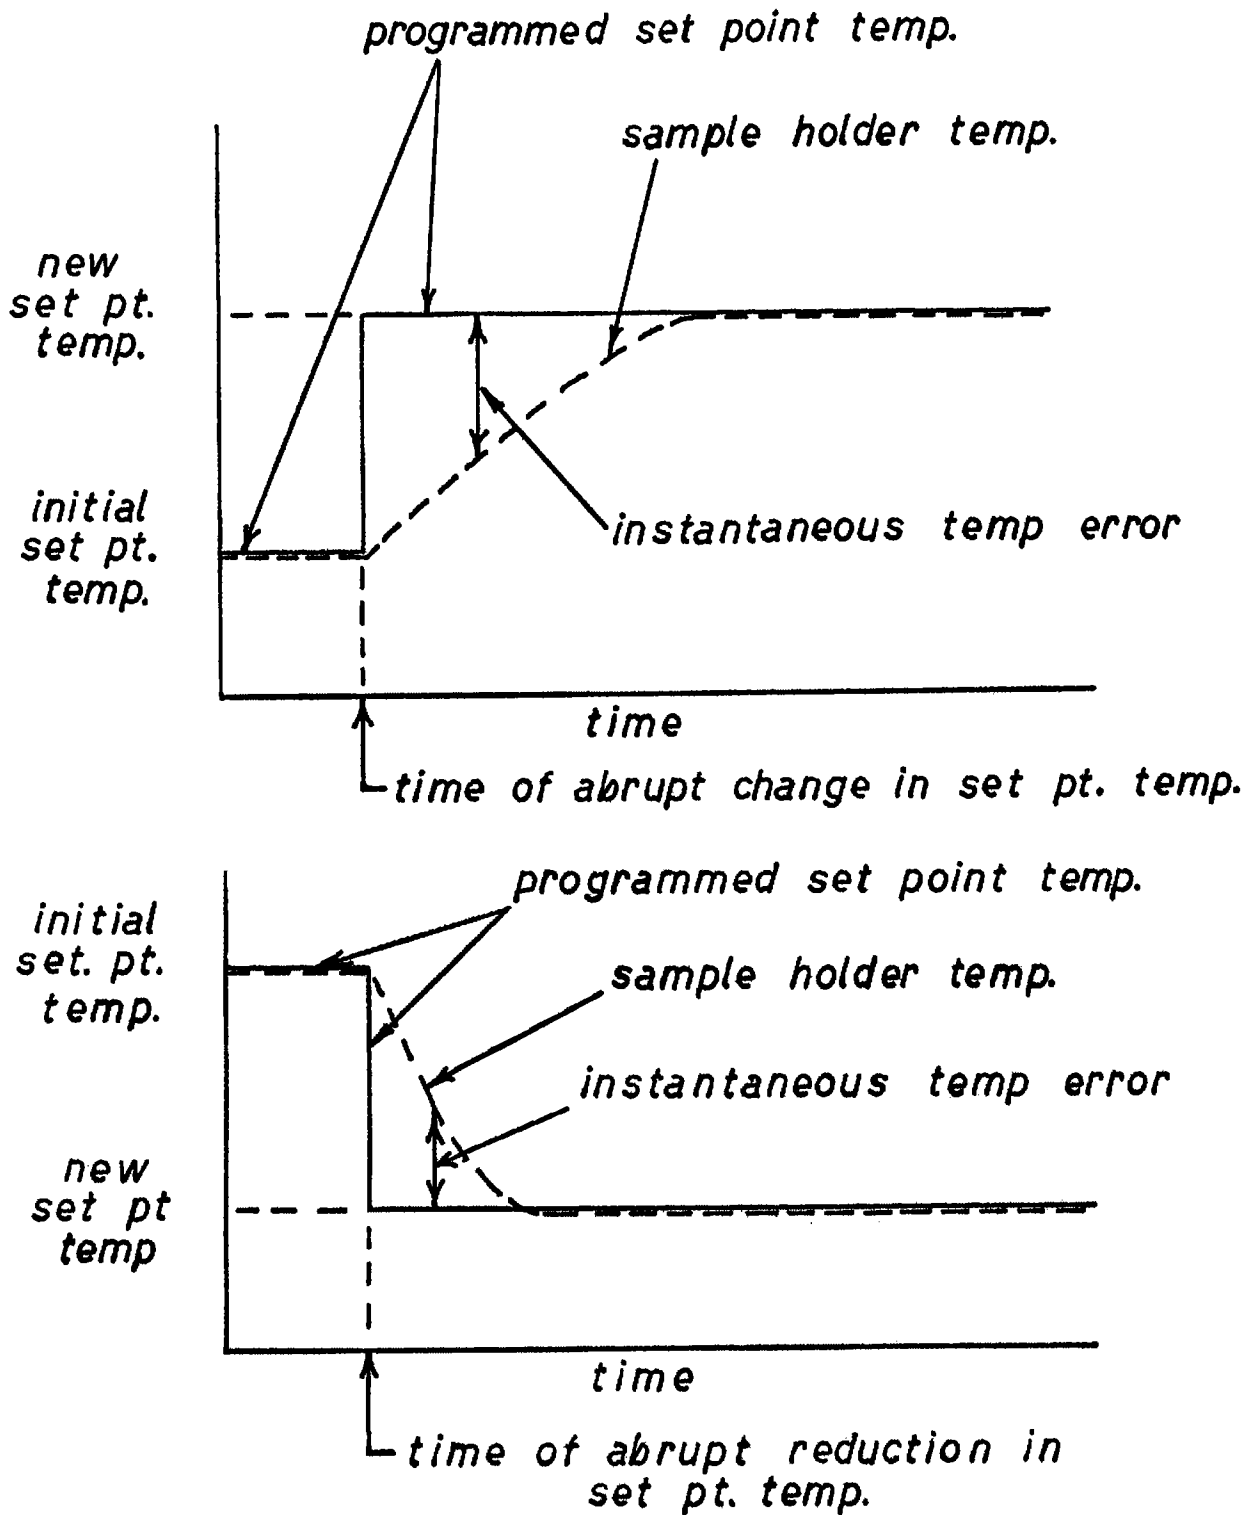 programmed set point temp.
sample holder temp.
new
set pt.
temp.
initial
set pt.
temp.
instantaneous temp error
time
time of abrupt change in set pt. temp.
programmed set point temp.
initial
set. pt.
temp.
sample holder temp.
instantaneous temp error
new
set pt
temp
time
time of abrupt reduction in
set pt. temp.